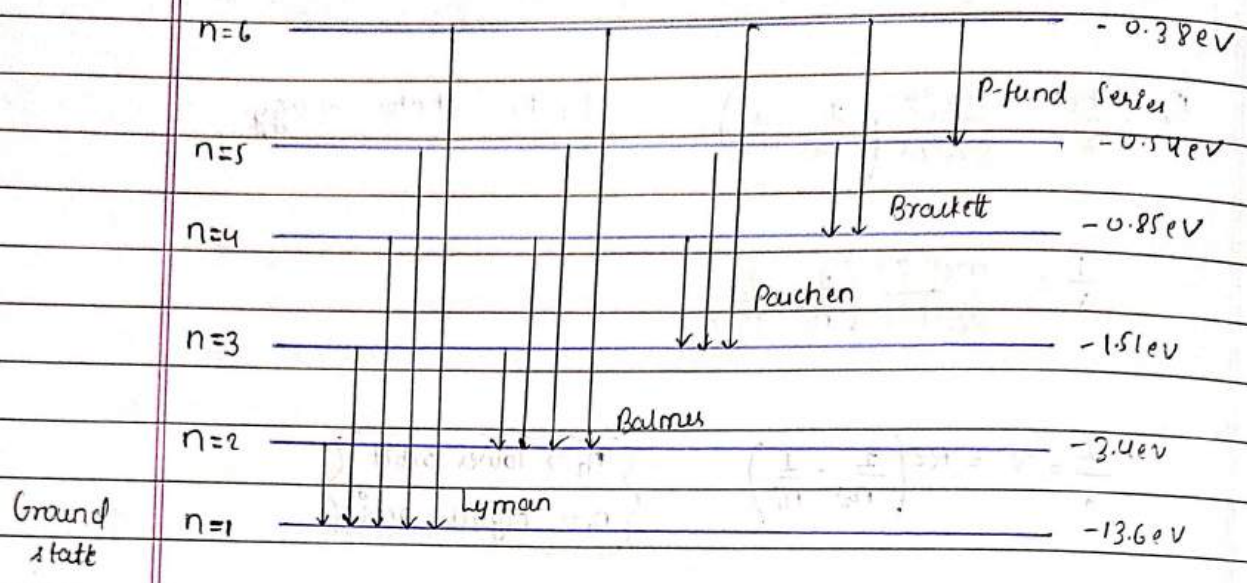 n=6 - 0.38eV
P-fund Series
n=5 -0.54eV
Brackett
n=4 -0.85eV
Paschen
n=3 -1.51eV
Balmer
n=2 -3.4eV
Lyman
Ground n=1 -13.6eV
state